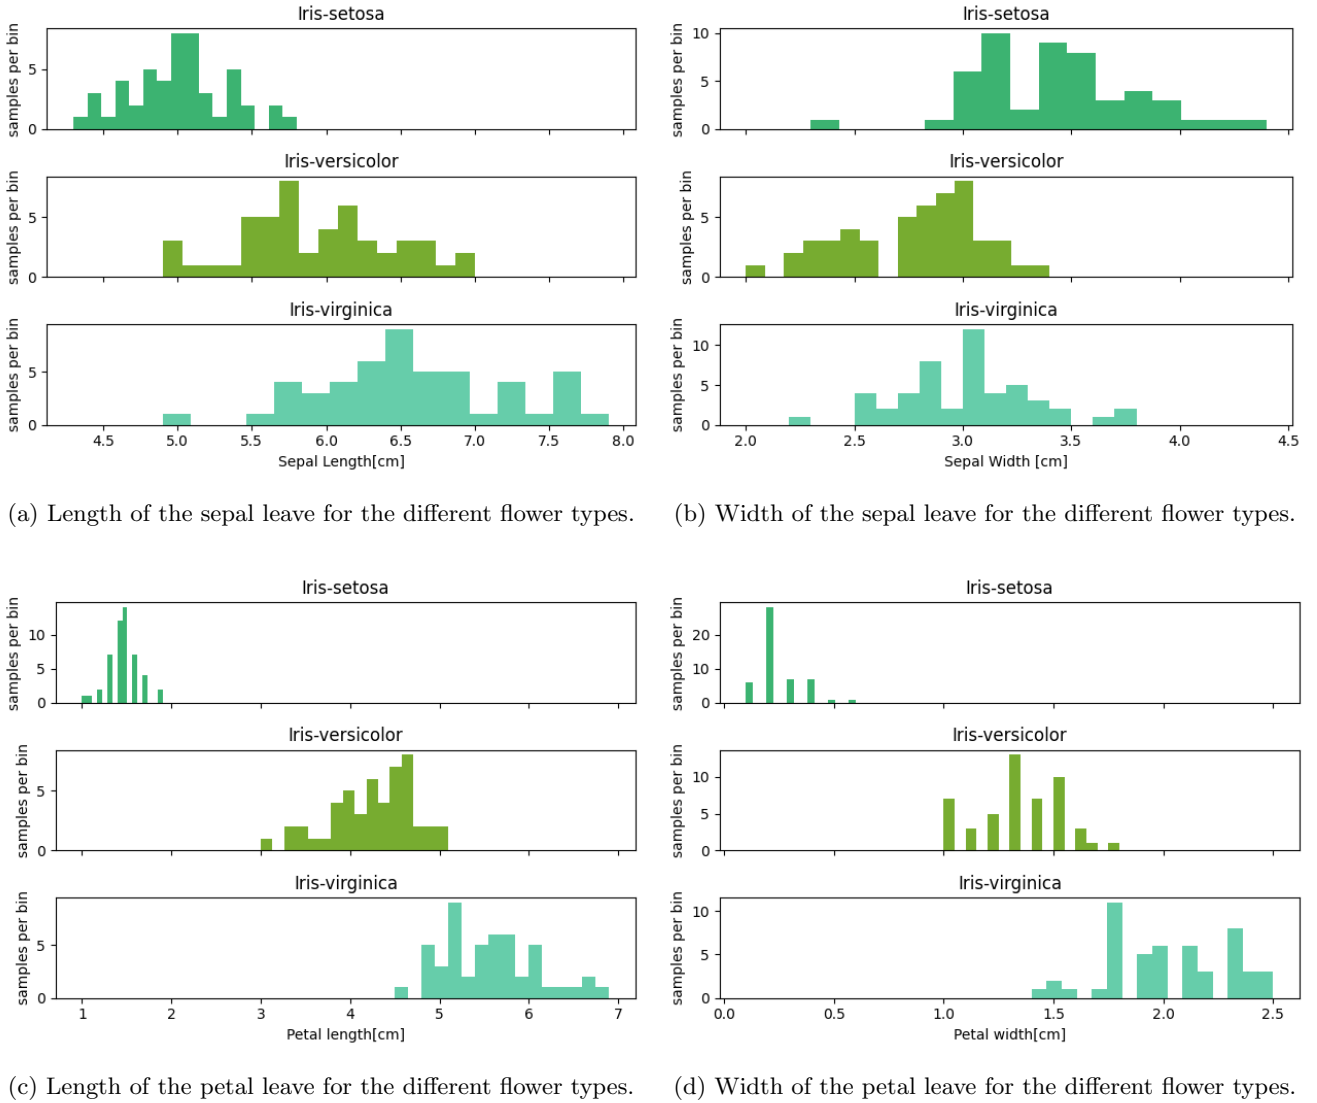 Iris-setosa
samples per bin
5
0
Iris-versicolor
samples per bin
5
0
Iris-virginica
samples per bin
5
0
4.5 5.0 5.5 6.0 6.5 7.0 7.5 8.0
Sepal Length[cm]
(a) Length of the sepal leave for the different flower types.
Iris-setosa
samples per bin
10
5
0
Iris-versicolor
samples per bin
5
0
Iris-virginica
samples per bin
10
5
0
2.0 2.5 3.0 3.5 4.0 4.5
Sepal Width [cm]
(b) Width of the sepal leave for the different flower types.
Iris-setosa
samples per bin
10
5
0
Iris-versicolor
samples per bin
5
0
Iris-virginica
samples per bin
5
0
1 2 3 4 5 6 7
Petal length[cm]
(c) Length of the petal leave for the different flower types.
Iris-setosa
samples per bin
20
10
0
Iris-versicolor
samples per bin
10
5
0
Iris-virginica
samples per bin
10
5
0
0.0 0.5 1.0 1.5 2.0 2.5
Petal width[cm]
(d) Width of the petal leave for the different flower types.